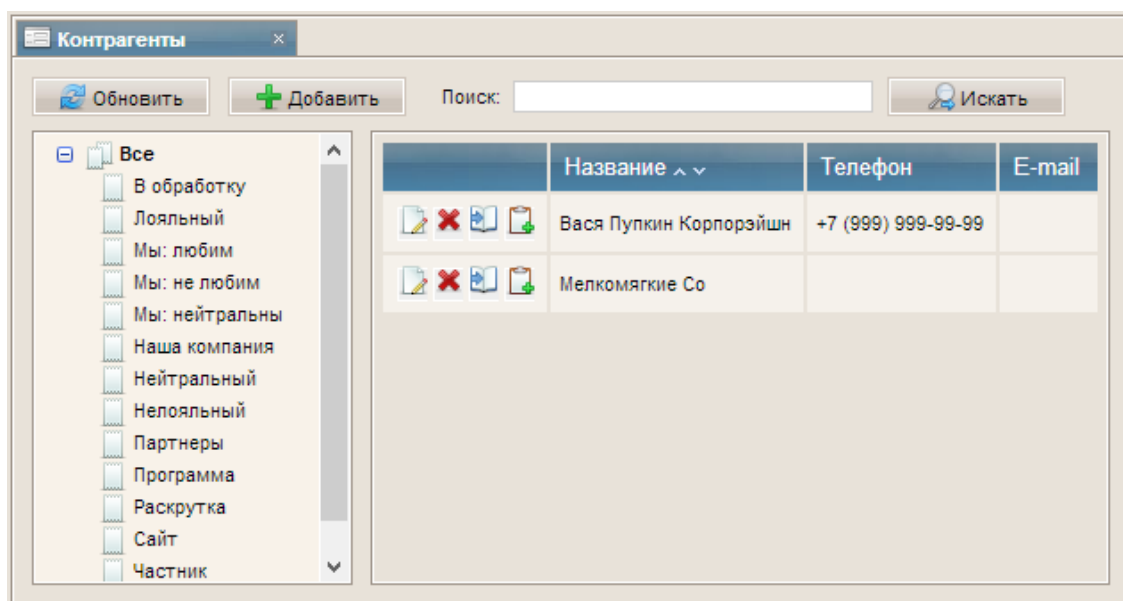 Контрагенты
Обновить Добавить Поиск: Искать
Все
В обработку
Лояльный
Мы: любим
Мы: не любим
Мы: нейтральны
Наша компания
Нейтральный
Нелояльный
Партнеры
Программа
Раскрутка
Сайт
Частник
Название Телефон E-mail
Вася Пупкин Корпорэйшн +7 (999) 999-99-99
Мелкомягкие Со